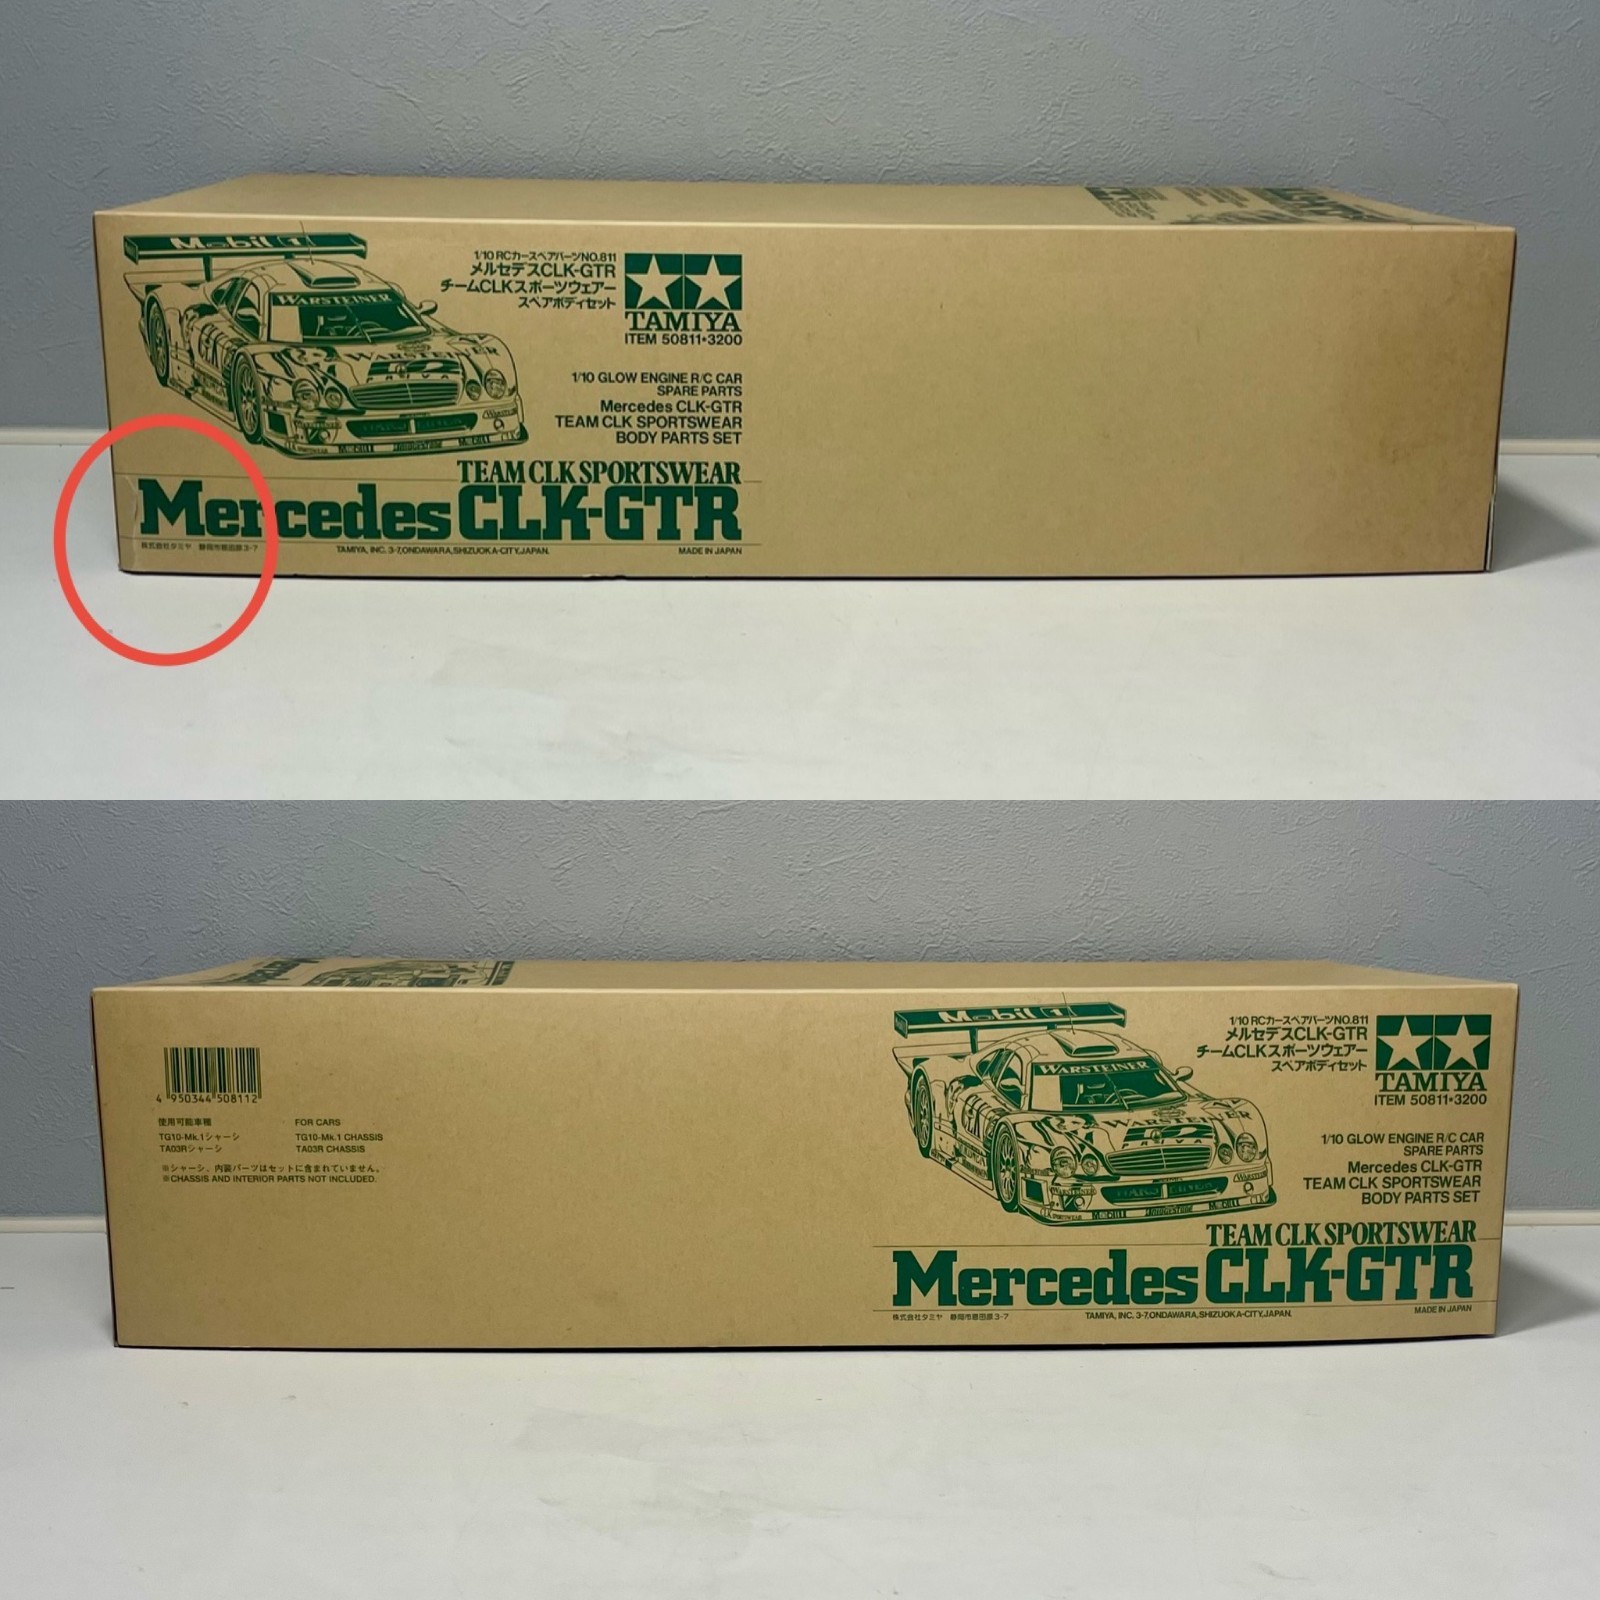 Mobil 1
WARSTEINER
WARSTEINER
PRIVA
1/10 RCカースペアパーツNO.811
メルセデスCLK-GTR
チームCLKスポーツウェアー
スペアボディセット
TAMIYA
ITEM 50811•3200
1/10 GLOW ENGINE R/C CAR
SPARE PARTS
Mercedes CLK-GTR
TEAM CLK SPORTSWEAR
BODY PARTS SET
TEAM CLK SPORTSWEAR
Mercedes CLK-GTR
株式会社タミヤ 静岡市恩田原3-7 TAMIYA, INC. 3-7,ONDAWARA,SHIZUOKA-CITY,JAPAN. MADE IN JAPAN
4 950344 508112
使用可能車種 FOR CARS
TG10-Mk.1シャーシ TG10-Mk.1 CHASSIS
TA03Rシャーシ TA03R CHASSIS
※シャーシ、内装パーツはセットに含まれていません。
※CHASSIS AND INTERIOR PARTS NOT INCLUDED.
Mobil 1
WARSTEINER
WARSTEINER
PRIVA
1/10 RCカースペアパーツNO.811
メルセデスCLK-GTR
チームCLKスポーツウェアー
スペアボディセット
TAMIYA
ITEM 50811•3200
1/10 GLOW ENGINE R/C CAR
SPARE PARTS
Mercedes CLK-GTR
TEAM CLK SPORTSWEAR
BODY PARTS SET
TEAM CLK SPORTSWEAR
Mercedes CLK-GTR
株式会社タミヤ 静岡市恩田原3-7 TAMIYA, INC. 3-7,ONDAWARA,SHIZUOKA-CITY,JAPAN. MADE IN JAPAN